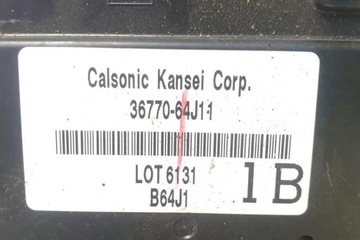 Calsonic Kansei Corp.
36770-64J11
LOT 6131
B64J1
1B